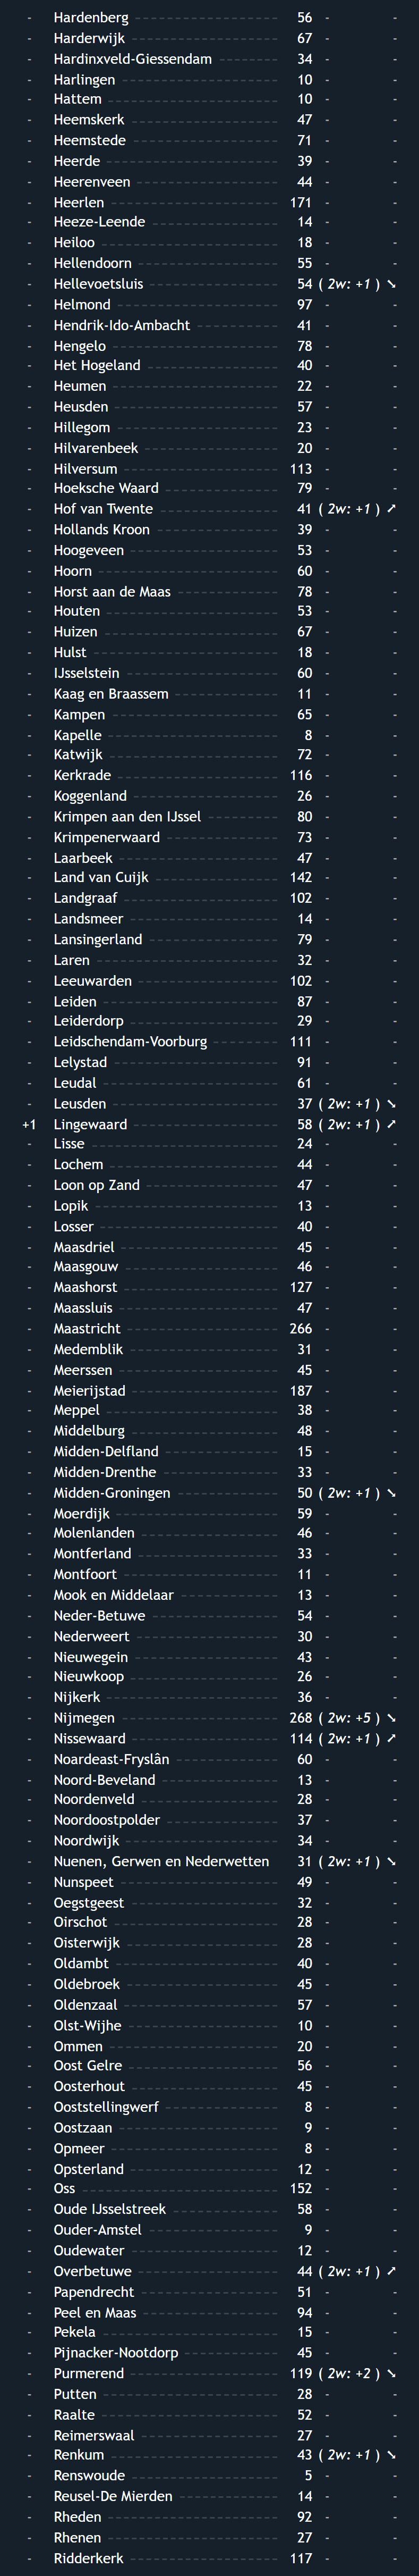 - Hardenberg 56 - -
- Harderwijk 67 - -
- Hardinxveld-Giessendam 34 - -
- Harlingen 10 - -
- Hattem 10 - -
- Heemskerk 47 - -
- Heemstede 71 - -
- Heerde 39 - -
- Heerenveen 44 - -
- Heerlen 171 - -
- Heeze-Leende 14 - -
- Heiloo 18 - -
- Hellendoorn 55 - -
- Hellevoetsluis 54 ( 2w: +1 ) ➘
- Helmond 97 - -
- Hendrik-Ido-Ambacht 41 - -
- Hengelo 78 - -
- Het Hogeland 40 - -
- Heumen 22 - -
- Heusden 57 - -
- Hillegom 23 - -
- Hilvarenbeek 20 - -
- Hilversum 113 - -
- Hoeksche Waard 79 - -
- Hof van Twente 41 ( 2w: +1 ) ➚
- Hollands Kroon 39 - -
- Hoogeveen 53 - -
- Hoorn 60 - -
- Horst aan de Maas 78 - -
- Houten 53 - -
- Huizen 67 - -
- Hulst 18 - -
- IJsselstein 60 - -
- Kaag en Braassem 11 - -
- Kampen 65 - -
- Kapelle 8 - -
- Katwijk 72 - -
- Kerkrade 116 - -
- Koggenland 26 - -
- Krimpen aan den IJssel 80 - -
- Krimpenerwaard 73 - -
- Laarbeek 47 - -
- Land van Cuijk 142 - -
- Landgraaf 102 - -
- Landsmeer 14 - -
- Lansingerland 79 - -
- Laren 32 - -
- Leeuwarden 102 - -
- Leiden 87 - -
- Leiderdorp 29 - -
- Leidschendam-Voorburg 111 - -
- Lelystad 91 - -
- Leudal 61 - -
- Leusden 37 ( 2w: +1 ) ➘
+1 Lingewaard 58 ( 2w: +1 ) ➚
- Lisse 24 - -
- Lochem 44 - -
- Loon op Zand 47 - -
- Lopik 13 - -
- Losser 40 - -
- Maasdriel 45 - -
- Maasgouw 46 - -
- Maashorst 127 - -
- Maassluis 47 - -
- Maastricht 266 - -
- Medemblik 31 - -
- Meerssen 45 - -
- Meierijstad 187 - -
- Meppel 38 - -
- Middelburg 48 - -
- Midden-Delfland 15 - -
- Midden-Drenthe 33 - -
- Midden-Groningen 50 ( 2w: +1 ) ➘
- Moerdijk 59 - -
- Molenlanden 46 - -
- Montferland 33 - -
- Montfoort 11 - -
- Mook en Middelaar 13 - -
- Neder-Betuwe 54 - -
- Nederweert 30 - -
- Nieuwegein 43 - -
- Nieuwkoop 26 - -
- Nijkerk 36 - -
- Nijmegen 268 ( 2w: +5 ) ➘
- Nissewaard 114 ( 2w: +1 ) ➚
- Noardeast-Fryslân 60 - -
- Noord-Beveland 13 - -
- Noordenveld 28 - -
- Noordoostpolder 37 - -
- Noordwijk 34 - -
- Nuenen, Gerwen en Nederwetten 31 ( 2w: +1 ) ➘
- Nunspeet 49 - -
- Oegstgeest 32 - -
- Oirschot 28 - -
- Oisterwijk 28 - -
- Oldambt 40 - -
- Oldebroek 45 - -
- Oldenzaal 57 - -
- Olst-Wijhe 10 - -
- Ommen 20 - -
- Oost Gelre 56 - -
- Oosterhout 45 - -
- Ooststellingwerf 8 - -
- Oostzaan 9 - -
- Opmeer 8 - -
- Opsterland 12 - -
- Oss 152 - -
- Oude IJsselstreek 58 - -
- Ouder-Amstel 9 - -
- Oudewater 12 - -
- Overbetuwe 44 ( 2w: +1 ) ➚
- Papendrecht 51 - -
- Peel en Maas 94 - -
- Pekela 15 - -
- Pijnacker-Nootdorp 45 - -
- Purmerend 119 ( 2w: +2 ) ➘
- Putten 28 - -
- Raalte 52 - -
- Reimerswaal 27 - -
- Renkum 43 ( 2w: +1 ) ➘
- Renswoude 5 - -
- Reusel-De Mierden 14 - -
- Rheden 92 - -
- Rhenen 27 - -
- Ridderkerk 117 - -